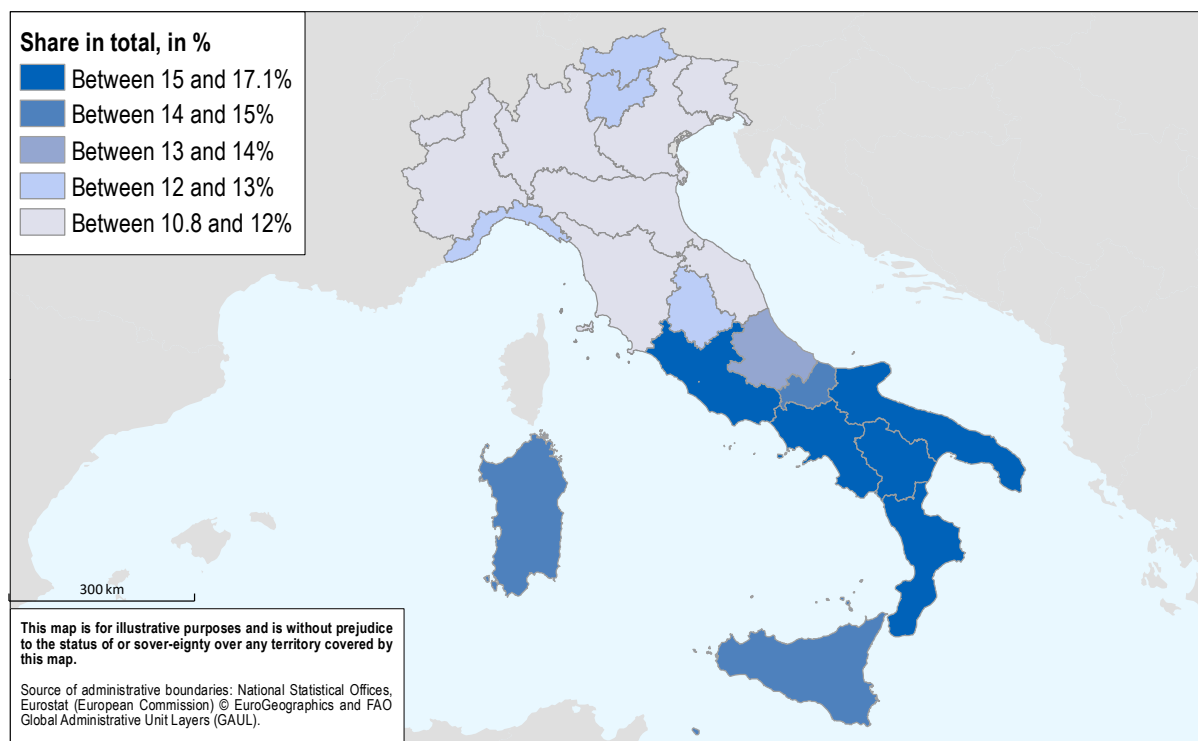 Share in total, in %
Between 15 and 17.1%
Between 14 and 15%
Between 13 and 14%
Between 12 and 13%
Between 10.8 and 12%
300 km
This map is for illustrative purposes and is without prejudice
to the status of or sover-eignty over any territory covered by
this map.
Source of administrative boundaries: National Statistical Offices,
Eurostat (European Commission) © EuroGeographics and FAO
Global Administrative Unit Layers (GAUL).